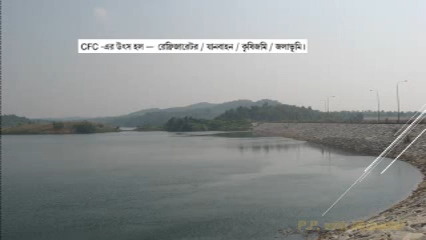 CFC -এর উৎস হল — রেফ্রিজারেটর / যানবাহন / কৃষিজমি / জলাভূমি।